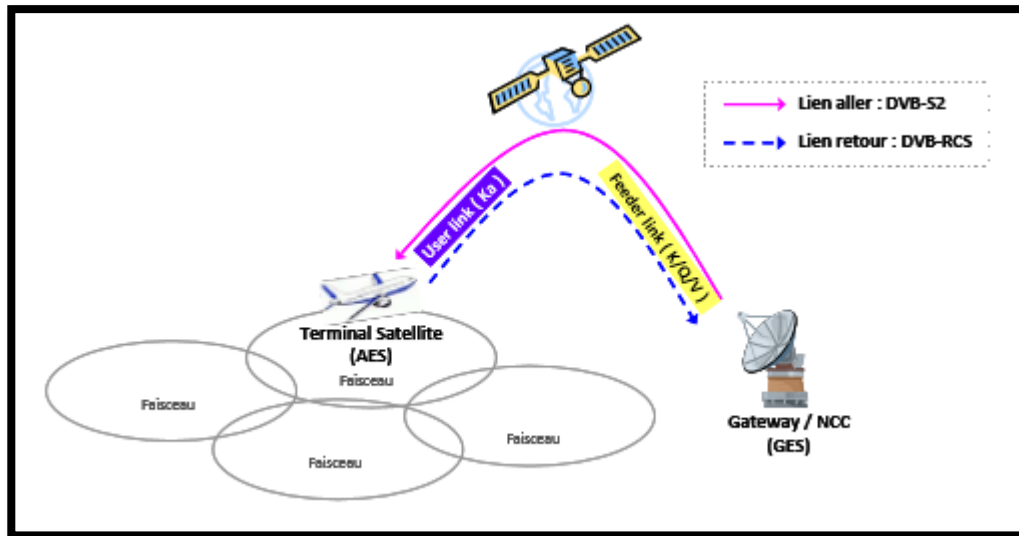 Lien aller : DVB-S2
Lien retour : DVB-RCS
User link ( Ka )
Feeder link ( K/Q/V )
Terminal Satellite
(AES)
Faisceau
Faisceau
Faisceau
Faisceau
Gateway / NCC
(GES)